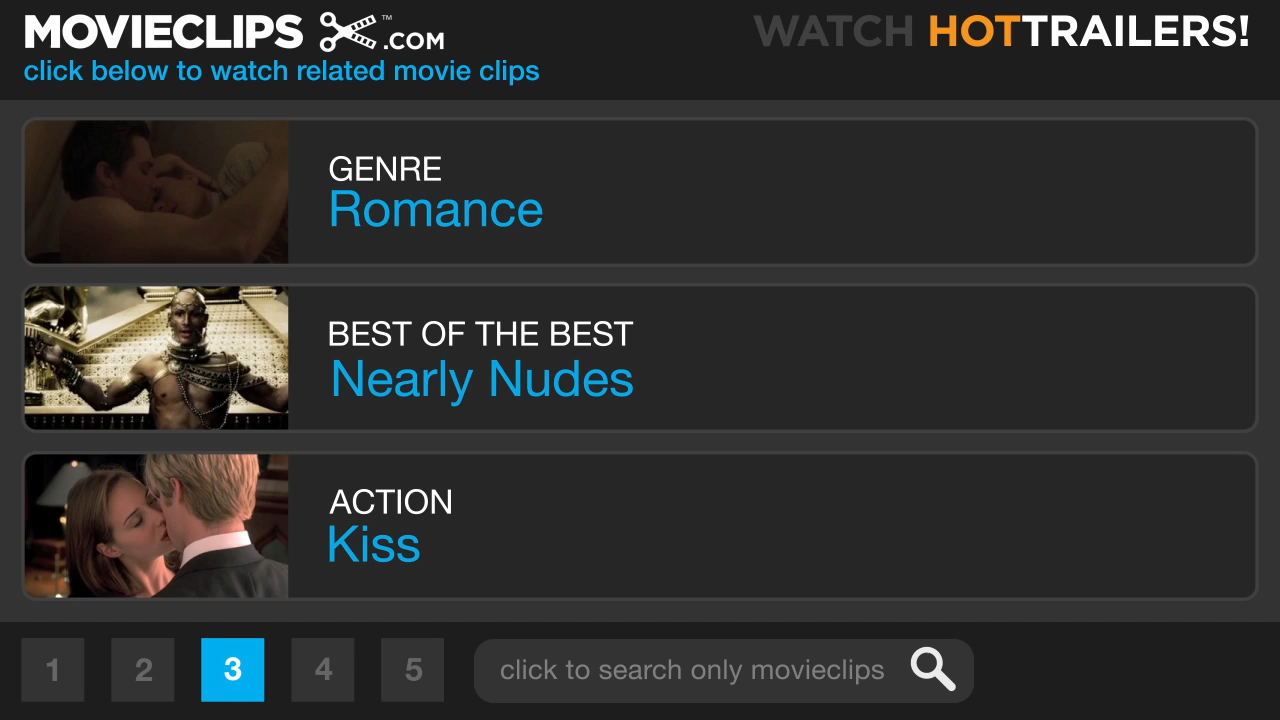 MOVIECLIPS™.COM
WATCH HOTTRAILERS!
click below to watch related movie clips
GENRE
Romance
BEST OF THE BEST
Nearly Nudes
ACTION
Kiss
1 2 3 4 5
click to search only movieclips